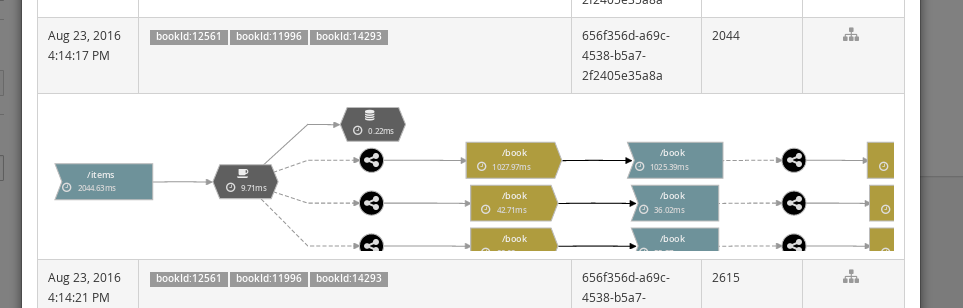 2f2405e35a8a
Aug 23, 2016
4:14:17 PM
bookId:12561 bookId:11996 bookId:14293
656f356d-a69c-
4538-b5a7-
2f2405e35a8a
2044
0.22ms
/items
2044.63ms
9.71ms
/book
1027.97ms
/book
1025.39ms
/book
42.71ms
/book
36.02ms
/book
/book
Aug 23, 2016
4:14:21 PM
bookId:12561 bookId:11996 bookId:14293
656f356d-a69c-
4538-b5a7-
2615